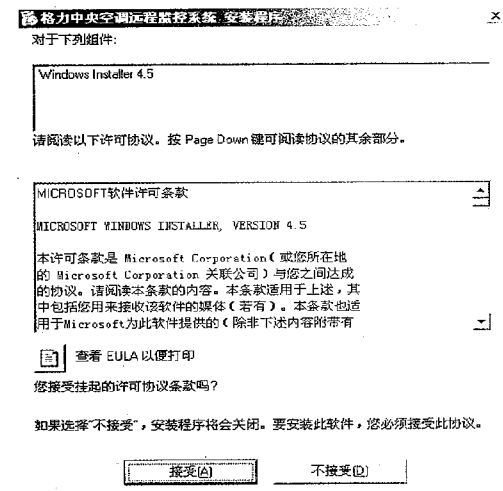 格力中央空调远程监控系统 安装程序
对于下列组件:
Windows Installer 4.5
请阅读以下许可协议。按 Page Down 键可阅读协议的其余部分。
MICROSOFT软件许可条款
MICROSOFT WINDOWS INSTALLER, VERSION 4.5
本许可条款是 Microsoft Corporation( 或您所在地
的 Microsoft Corporation 关联公司) 与您之间达成
的协议。请阅读本条款的内容。本条款适用于上述,其
中包括您用来接收该软件的媒体( 若有)。本条款也适
用于Microsoft为此软件提供的( 除非下述内容附带有
查看 EULA 以便打印
您接受挂起的许可协议条款吗?
如果选择“不接受”,安装程序将会关闭。要安装此软件,您必须接受此协议。
接受(A)
不接受(D)